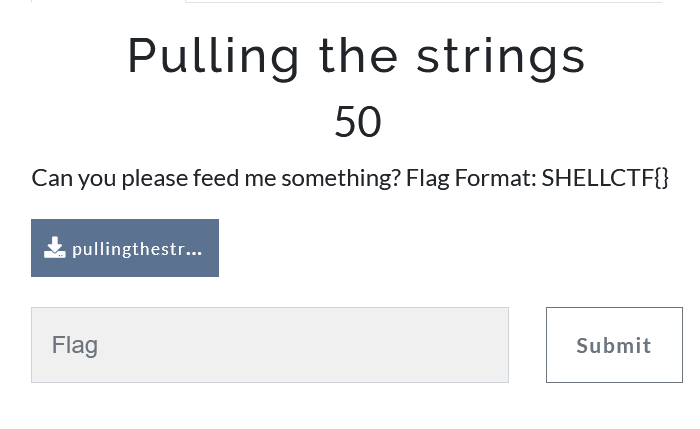 Pulling the strings
50
Can you please feed me something? Flag Format: SHELLCTF{}
pullingthestr...
Flag
Submit